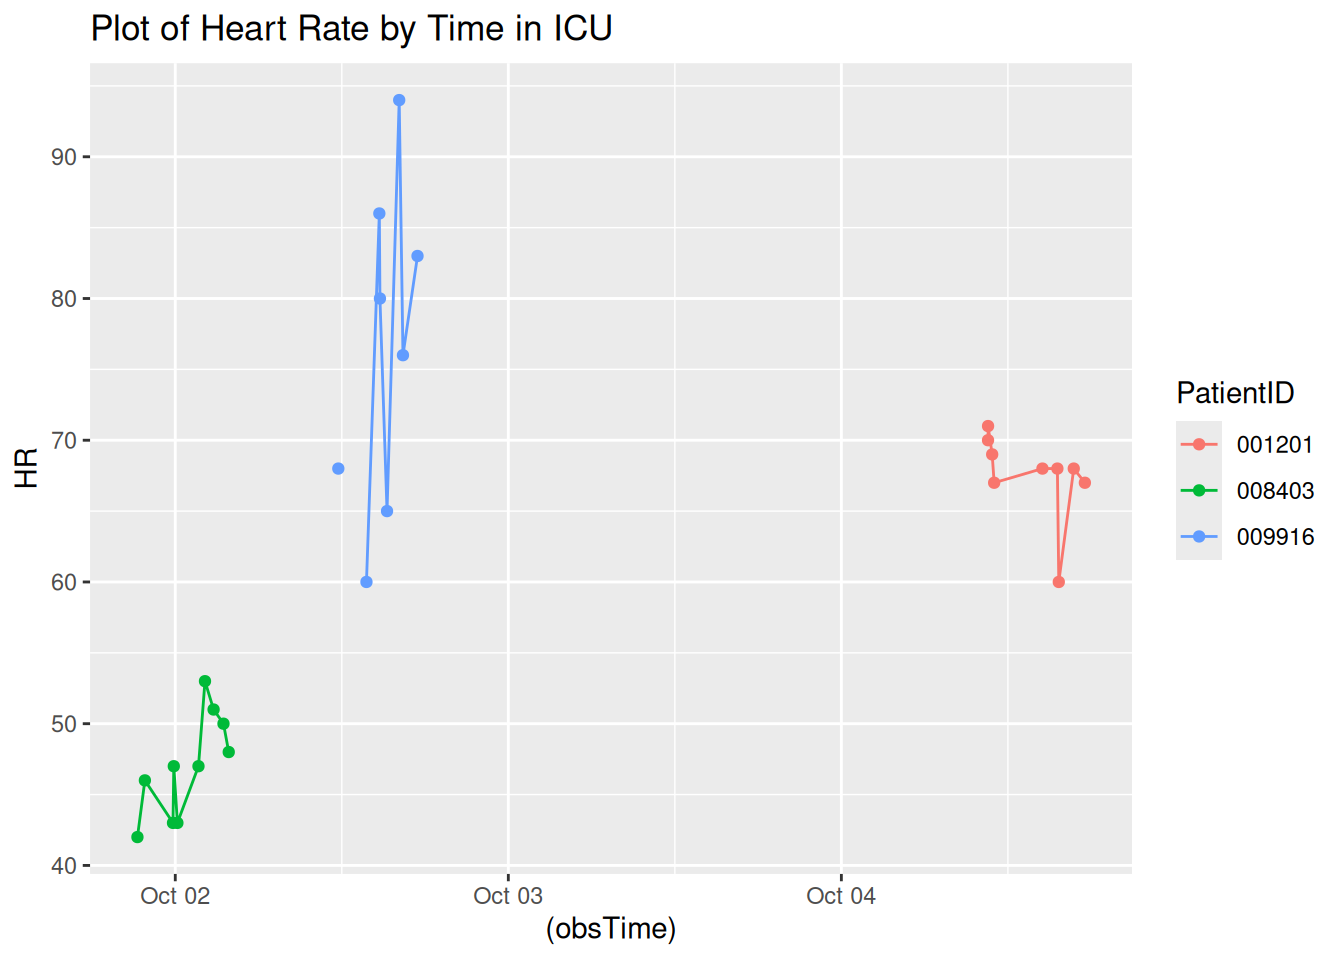 Plot of Heart Rate by Time in ICU
90
80
70
60
50
40
HR
Oct 02
Oct 03
Oct 04
(obsTime)
PatientID
001201
008403
009916